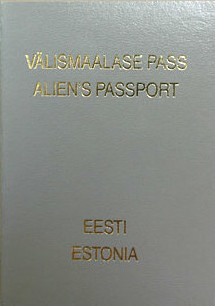 VÄLISMAALASE PASS
ALIEN'S PASSPORT
EESTI
ESTONIA